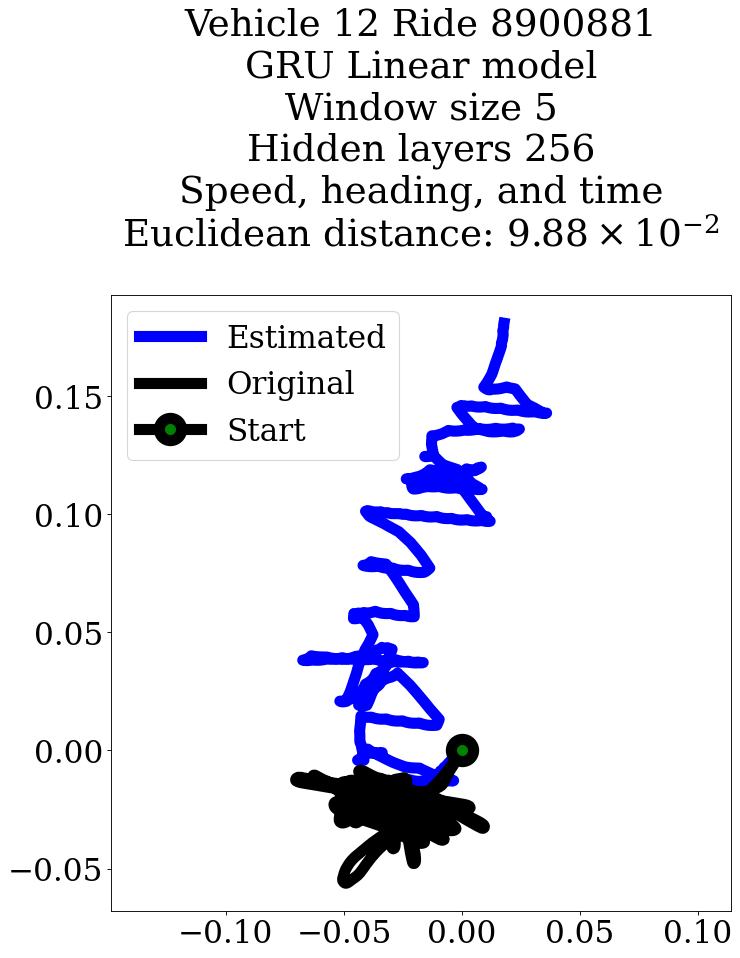 Vehicle 12 Ride 8900881
GRU Linear model
Window size 5
Hidden layers 256
Speed, heading, and time
Euclidean distance: 9.88 × 10⁻²
Estimated
Original
Start
0.15
0.10
0.05
0.00
−0.05
−0.10 −0.05 0.00 0.05 0.10